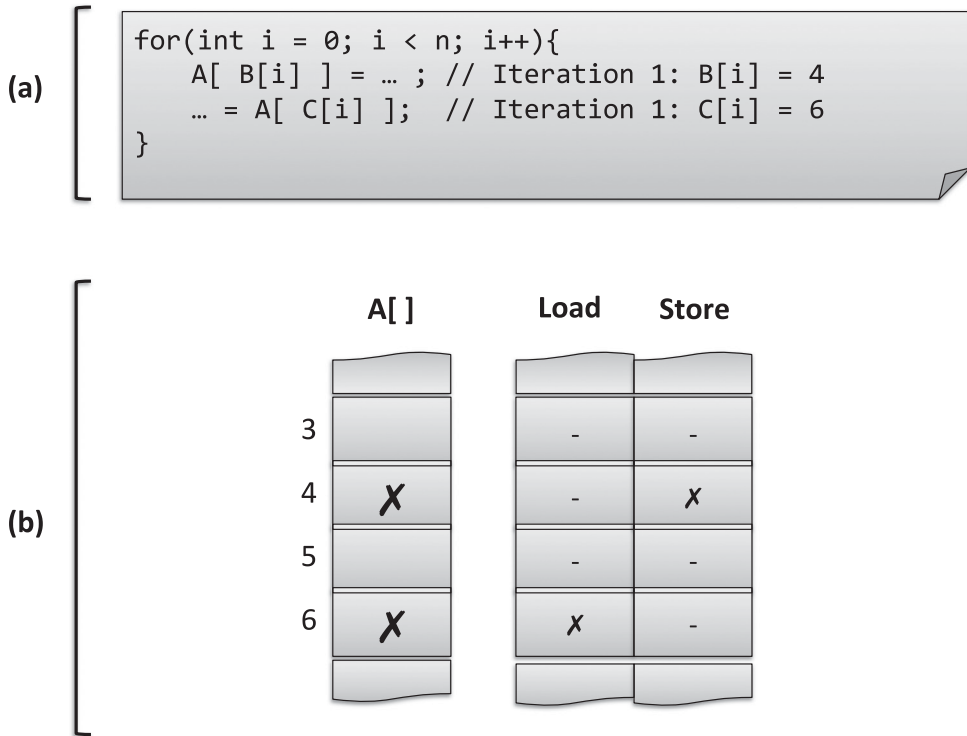 (a)
for(int i = 0; i < n; i++){
A[ B[i] ] = … ; // Iteration 1: B[i] = 4
… = A[ C[i] ]; // Iteration 1: C[i] = 6
}
(b)
A[ ] Load Store
3 - -
4 ✗ - ✗
5 - -
6 ✗ ✗ -